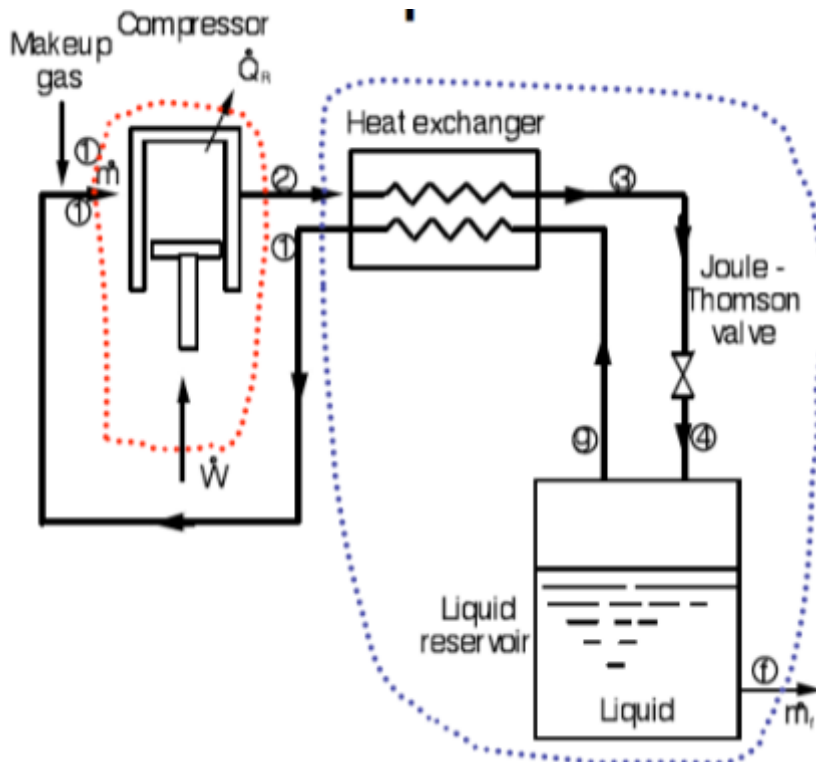 Compressor
Makeup
gas
Q̇R
Heat exchanger
①
ṁ
①
②
③
①
Joule -
Thomson
valve
⑨
④
Ẇ
Liquid
reservoir
Liquid
ⓕ
ṁf